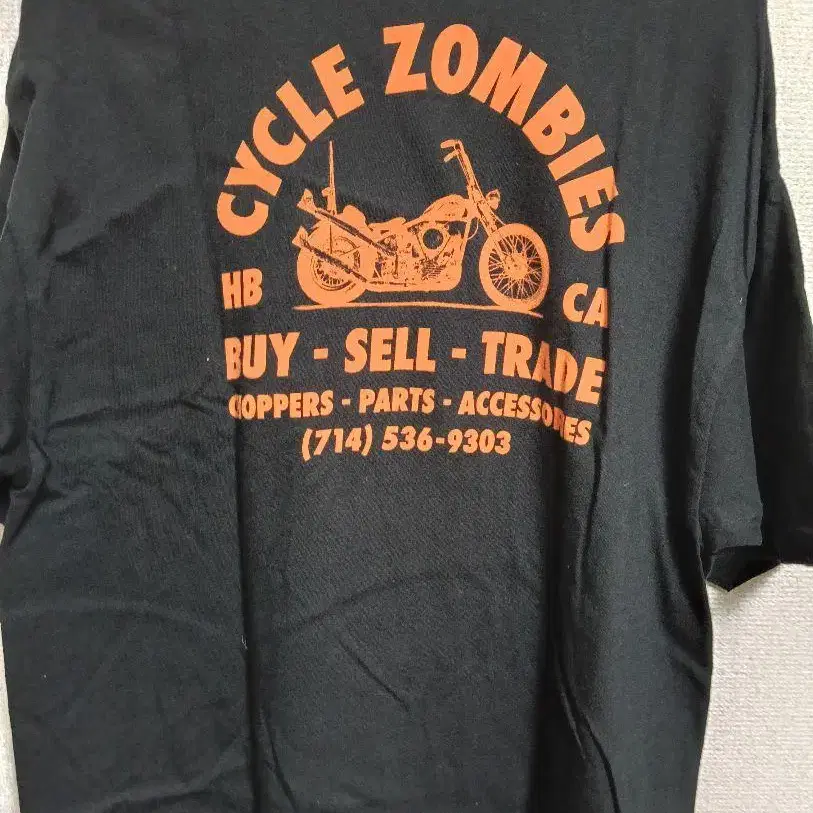 CYCLE ZOMBIES
HB CA
BUY - SELL - TRADE
CHOPPERS - PARTS - ACCESSORIES
(714) 536-9303